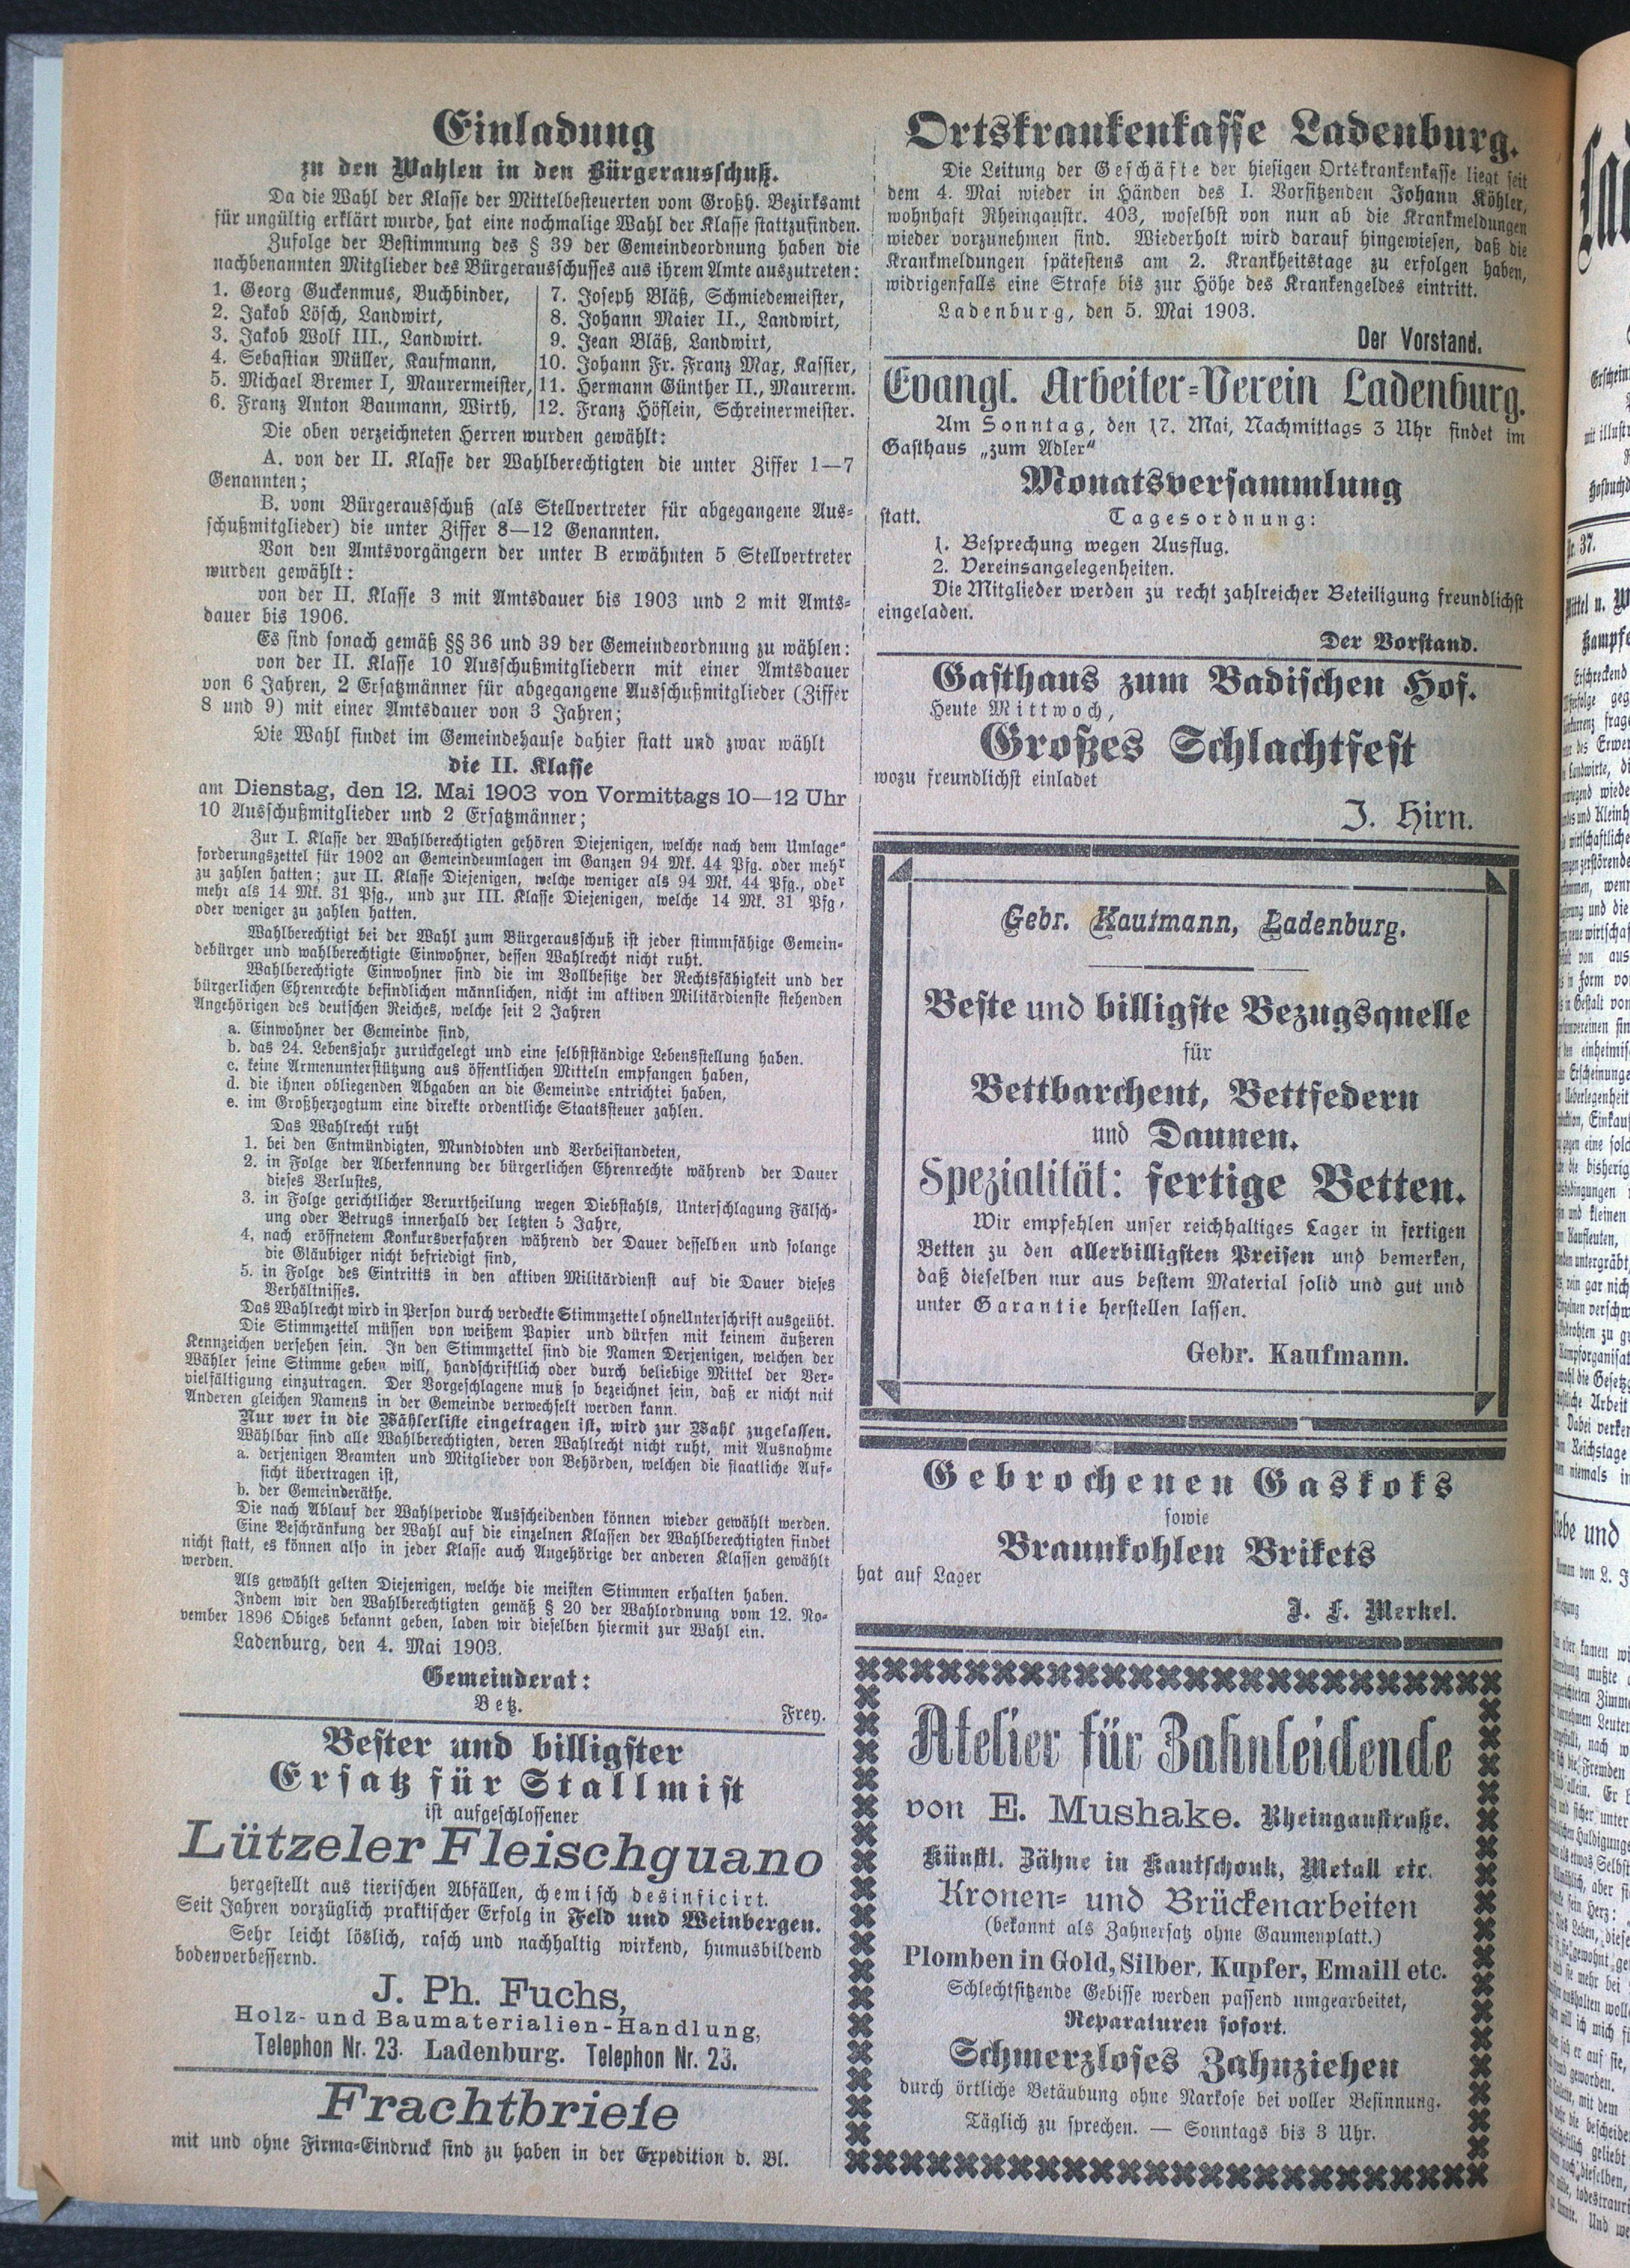 Einladung
zu den Wahlen in den Bürgerausschuß.
Da die Wahl der Klasse der Mittelbesteuerten vom Großh. Bezirksamt
für ungültig erklärt wurde, hat eine nochmalige Wahl der Klasse stattzufinden.
Zufolge der Bestimmung des § 39 der Gemeindeordnung haben die
nachbenannten Mitglieder des Bürgerausschusses aus ihrem Amte auszutreten:
1. Georg Guckenmus, Buchbinder,
2. Jakob Lösch, Landwirt,
3. Jakob Wolf III., Landwirt.
4. Sebastian Müller, Kaufmann,
5. Michael Bremer I, Maurermeister,
6. Franz Anton Baumann, Wirth,
7. Joseph Bläß, Schmiedemeister,
8. Johann Maier II., Landwirt,
9. Jean Bläß, Landwirt,
10. Johann Fr. Franz Max, Kassier,
11. Hermann Günther II., Maurerm.
12. Franz Höflein, Schreinermeister.
Die oben verzeichneten Herren wurden gewählt:
A. von der II. Klasse der Wahlberechtigten die unter Ziffer 1—7
Genannten;
B. vom Bürgerausschuß (als Stellvertreter für abgegangene Aus-
schußmitglieder) die unter Ziffer 8—12 Genannten.
Von den Amtsvorgängern der unter B erwähnten 5 Stellvertreter
wurden gewählt:
von der II. Klasse 3 mit Amtsdauer bis 1903 und 2 mit Amts-
dauer bis 1906.
Es sind sonach gemäß §§ 36 und 39 der Gemeindeordnung zu wählen:
von der II. Klasse 10 Ausschußmitgliedern mit einer Amtsdauer
von 6 Jahren, 2 Ersatzmänner für abgegangene Ausschußmitglieder (Ziffer
8 und 9) mit einer Amtsdauer von 3 Jahren;
Die Wahl findet im Gemeindehause dahier statt und zwar wählt
die II. Klasse
am Dienstag, den 12. Mai 1903 von Vormittags 10—12 Uhr
10 Ausschußmitglieder und 2 Ersatzmänner;
Zur I. Klasse der Wahlberechtigten gehören Diejenigen, welche nach dem Umlage-
forderungszettel für 1902 an Gemeindeumlagen im Ganzen 94 Mk. 44 Pfg. oder mehr
zu zahlen hatten; zur II. Klasse Diejenigen, welche weniger als 94 Mk. 44 Pfg., oder
mehr als 14 Mk. 31 Pfg., und zur III. Klasse Diejenigen, welche 14 Mk. 31 Pfg,
oder weniger zu zahlen hatten.
Wahlberechtigt bei der Wahl zum Bürgerausschuß ist jeder stimmfähige Gemein-
debürger und wahlberechtigte Einwohner, dessen Wahlrecht nicht ruht.
Wahlberechtigte Einwohner sind die im Vollbesitze der Rechtsfähigkeit und der
bürgerlichen Ehrenrechte befindlichen männlichen, nicht im aktiven Militärdienste stehenden
Angehörigen des deutschen Reiches, welche seit 2 Jahren
a. Einwohner der Gemeinde sind,
b. das 24. Lebensjahr zurückgelegt und eine selbstständige Lebensstellung haben.
c. keine Armenunterstützung aus öffentlichen Mitteln empfangen haben,
d. die ihnen obliegenden Abgaben an die Gemeinde entrichtei haben,
e. im Großherzogtum eine direkte ordentliche Staatssteuer zahlen.
Das Wahlrecht ruht
1. bei den Entmündigten, Mundtodten und Verbeistandeten,
2. in Folge der Aberkennung der bürgerlichen Ehrenrechte während der Dauer
dieses Verlustes,
3. in Folge gerichtlicher Verurtheilung wegen Diebstahls, Unterschlagung Fälsch-
ung oder Betrugs innerhalb der letzten 5 Jahre,
4, nach eröffnetem Konkursverfahren während der Dauer desselben und solange
die Gläubiger nicht befriedigt sind,
5. in Folge des Eintritts in den aktiven Militärdienst auf die Dauer dieses
Verhältnisses.
Das Wahlrecht wird in Person durch verdeckte Stimmzettel ohneUnterschrift ausgeübt.
Die Stimmzettel müssen von weißem Papier und dürfen mit keinem äußeren
Kennzeichen versehen sein. In den Stimmzettel sind die Namen Derjenigen, welchen der
Wähler seine Stimme geben will, handschriftlich oder durch beliebige Mittel der Ver-
vielfältigung einzutragen. Der Vorgeschlagene muß so bezeichnet sein, daß er nicht mit
Anderen gleichen Namens in der Gemeinde verwechselt werden kann.
Nur wer in die Wählerliste eingetragen ist, wird zur Wahl zugelassen.
Wählbar sind alle Wahlberechtigten, deren Wahlrecht nicht ruht, mit Ausnahme
a. derjenigen Beamten und Mitglieder von Behörden, welchen die staatliche Auf-
sicht übertragen ist,
b. der Gemeinderäthe.
Die nach Ablauf der Wahlperiode Ausscheidenden können wieder gewählt werden.
Eine Beschränkung der Wahl auf die einzelnen Klassen der Wahlberechtigten findet
nicht statt, es können also in jeder Klasse auch Angehörige der anderen Klassen gewählt
werden.
Als gewählt gelten Diejenigen, welche die meisten Stimmen erhalten haben.
Indem wir den Wahlberechtigten gemäß § 20 der Wahlordnung vom 12. No-
vember 1896 Obiges bekannt geben, laden wir dieselben hiermit zur Wahl ein.
Ladenburg, den 4. Mai 1903.
Gemeinderat:
Betz.
Frey.
Bester und billigster
Ersatz für Stallmist
ist aufgeschlossener
Lützeler Fleischguano
hergestellt aus tierischen Abfällen, chemisch desinficirt.
Seit Jahren vorzüglich praktischer Erfolg in Feld und Weinbergen.
Sehr leicht löslich, rasch und nachhaltig wirkend, humusbildend
bodenverbessernd.
J. Ph. Fuchs,
Holz- und Baumaterialien-Handlung,
Telephon Nr. 23. Ladenburg. Telephon Nr. 23.
Frachtbriefe
mit und ohne Firma-Eindruck sind zu haben in der Expedition d. Bl.
Ortskrankenkasse Ladenburg.
Die Leitung der Geschäfte der hiesigen Ortskrankenkasse liegt seit
dem 4. Mai wieder in Händen des I. Vorsitzenden Johann Köhler,
wohnhaft Rheingaustr. 403, woselbst von nun ab die Krankmeldungen
wieder vorzunehmen sind. Wiederholt wird darauf hingewiesen, daß die
Krankmeldungen spätestens am 2. Krankheitstage zu erfolgen haben,
widrigenfalls eine Strafe bis zur Höhe des Krankengeldes eintritt.
Ladenburg, den 5. Mai 1903.
Der Vorstand.
Evangl. Arbeiter-Verein Ladenburg.
Am Sonntag, den 17. Mai, Nachmittags 3 Uhr findet im
Gasthaus „zum Adler“
Monatsversammlung
statt.
Tagesordnung:
1. Besprechung wegen Ausflug.
2. Vereinsangelegenheiten.
Die Mitglieder werden zu recht zahlreicher Beteiligung freundlichst
eingeladen.
Der Vorstand.
Gasthaus zum Badischen Hof.
Heute Mittwoch,
Großes Schlachtfest
wozu freundlichst einladet
J. Hirn.
Gebr. Kaufmann, Ladenburg.
Beste und billigste Bezugsquelle
für
Bettbarchent, Bettfedern
und Daunen.
Spezialität: fertige Betten.
Wir empfehlen unser reichhaltiges Lager in fertigen
Betten zu den allerbilligsten Preisen und bemerken,
daß dieselben nur aus bestem Material solid und gut und
unter Garantie herstellen lassen.
Gebr. Kaufmann.
Gebrochenen Gaskoks
sowie
Braunkohlen Brikets
hat auf Lager
J. F. Merkel.
Atelier für Zahnleidende
von E. Mushake. Rheingaustraße.
Künstl. Zähne in Kautschouk, Metall etc.
Kronen- und Brückenarbeiten
(bekannt als Zahnersatz ohne Gaumenplatt.)
Plomben in Gold, Silber, Kupfer, Emaill etc.
Schlechtsitzende Gebisse werden passend umgearbeitet,
Reparaturen sofort.
Schmerzloses Zahnziehen
durch örtliche Betäubung ohne Narkose bei voller Besinnung.
Täglich zu sprechen. — Sonntags bis 3 Uhr.